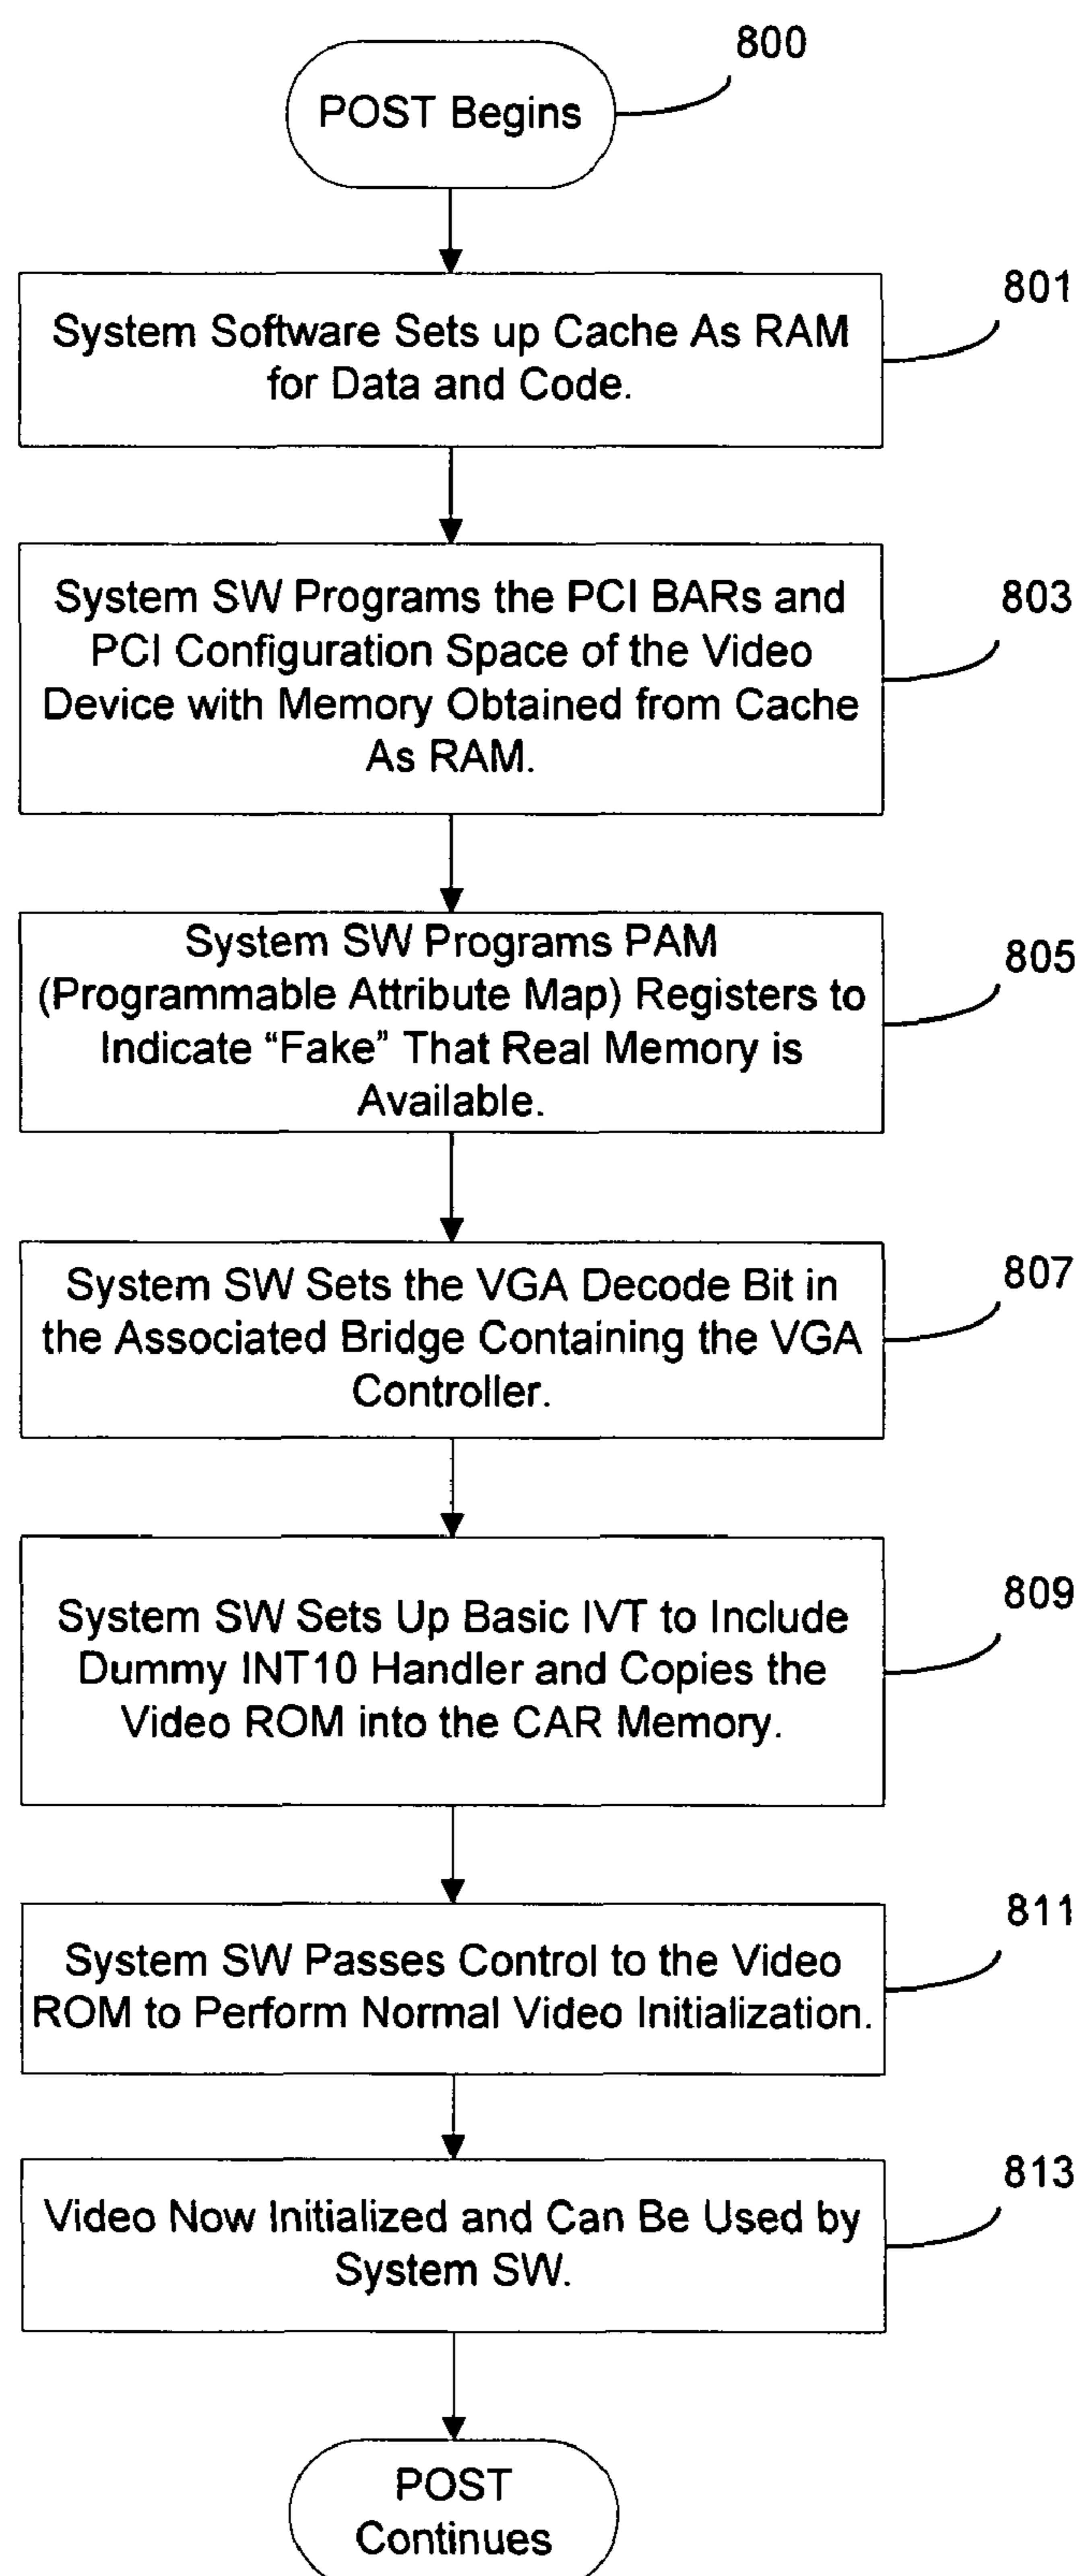 800
POST Begins
801
System Software Sets up Cache As RAM
for Data and Code.
803
System SW Programs the PCI BARs and
PCI Configuration Space of the Video
Device with Memory Obtained from Cache
As RAM.
805
System SW Programs PAM
(Programmable Attribute Map) Registers to
Indicate “Fake” That Real Memory is
Available.
807
System SW Sets the VGA Decode Bit in
the Associated Bridge Containing the VGA
Controller.
809
System SW Sets Up Basic IVT to Include
Dummy INT10 Handler and Copies the
Video ROM into the CAR Memory.
811
System SW Passes Control to the Video
ROM to Perform Normal Video Initialization.
813
Video Now Initialized and Can Be Used by
System SW.
POST
Continues